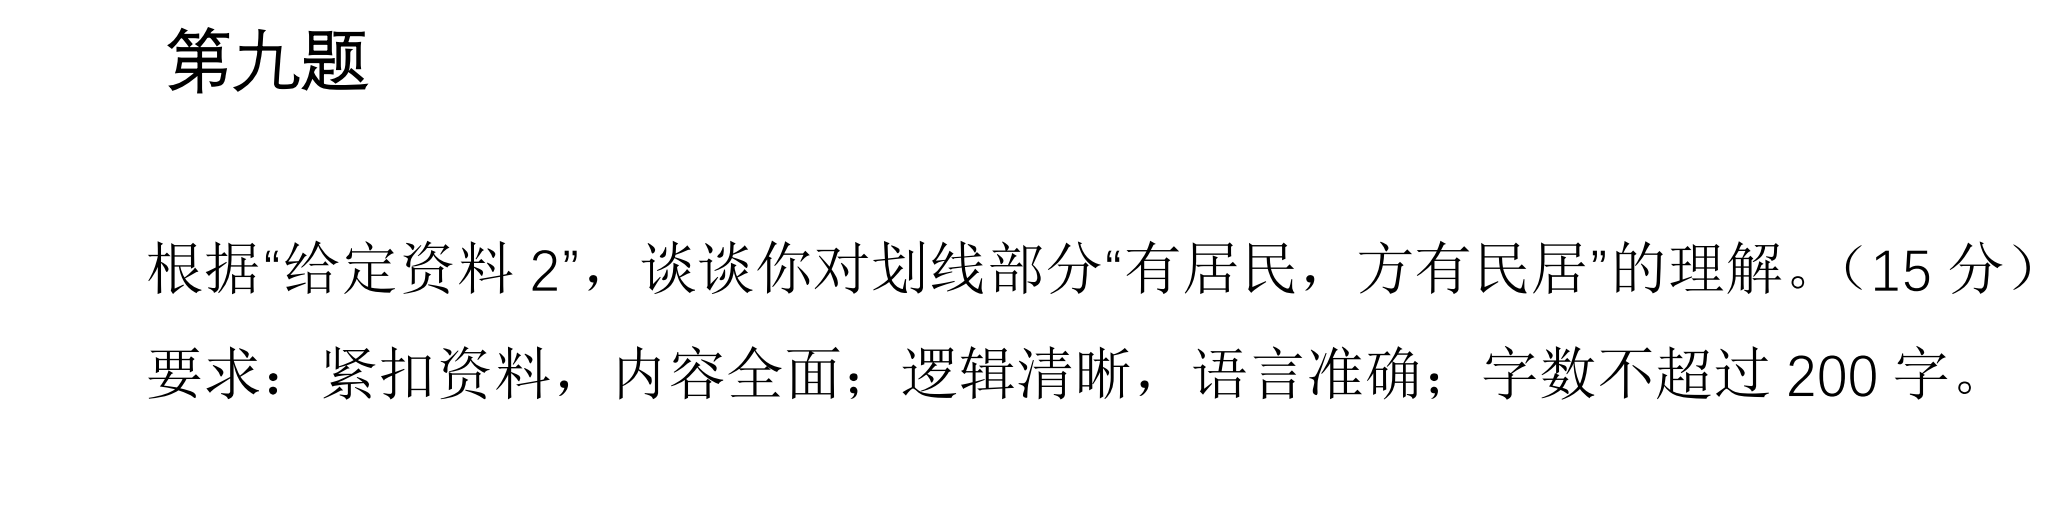 第九题
根据“给定资料 2”，谈谈你对划线部分“有居民，方有民居”的理解。（15 分）
要求：紧扣资料，内容全面；逻辑清晰，语言准确；字数不超过 200 字。